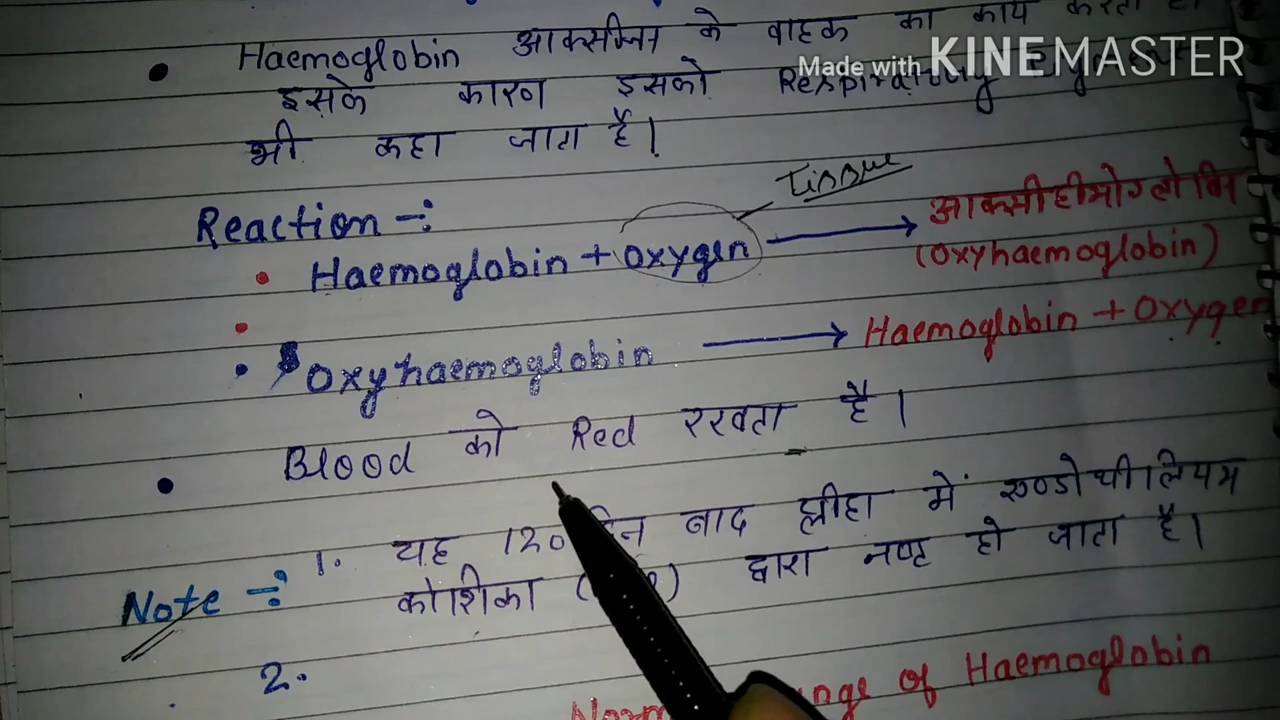 Haemoglobin आक्सीजन के वाहक का कार्य करता है
Made with KINEMASTER
इसके कारण इसको Respiratory
भी कहा जाता है।
Tissue
Reaction -:
Haemoglobin + Oxygen → आक्सीहीमोग्लोबिन
(Oxyhaemoglobin)
Oxyhaemoglobin → Haemoglobin + Oxygen
Blood को Red रखता है।
Note -: 1. यह 120 दिन बाद प्लीहा में एण्डोथीलियम
कोशिका द्वारा नष्ट हो जाता है।
2.
of Haemoglobin